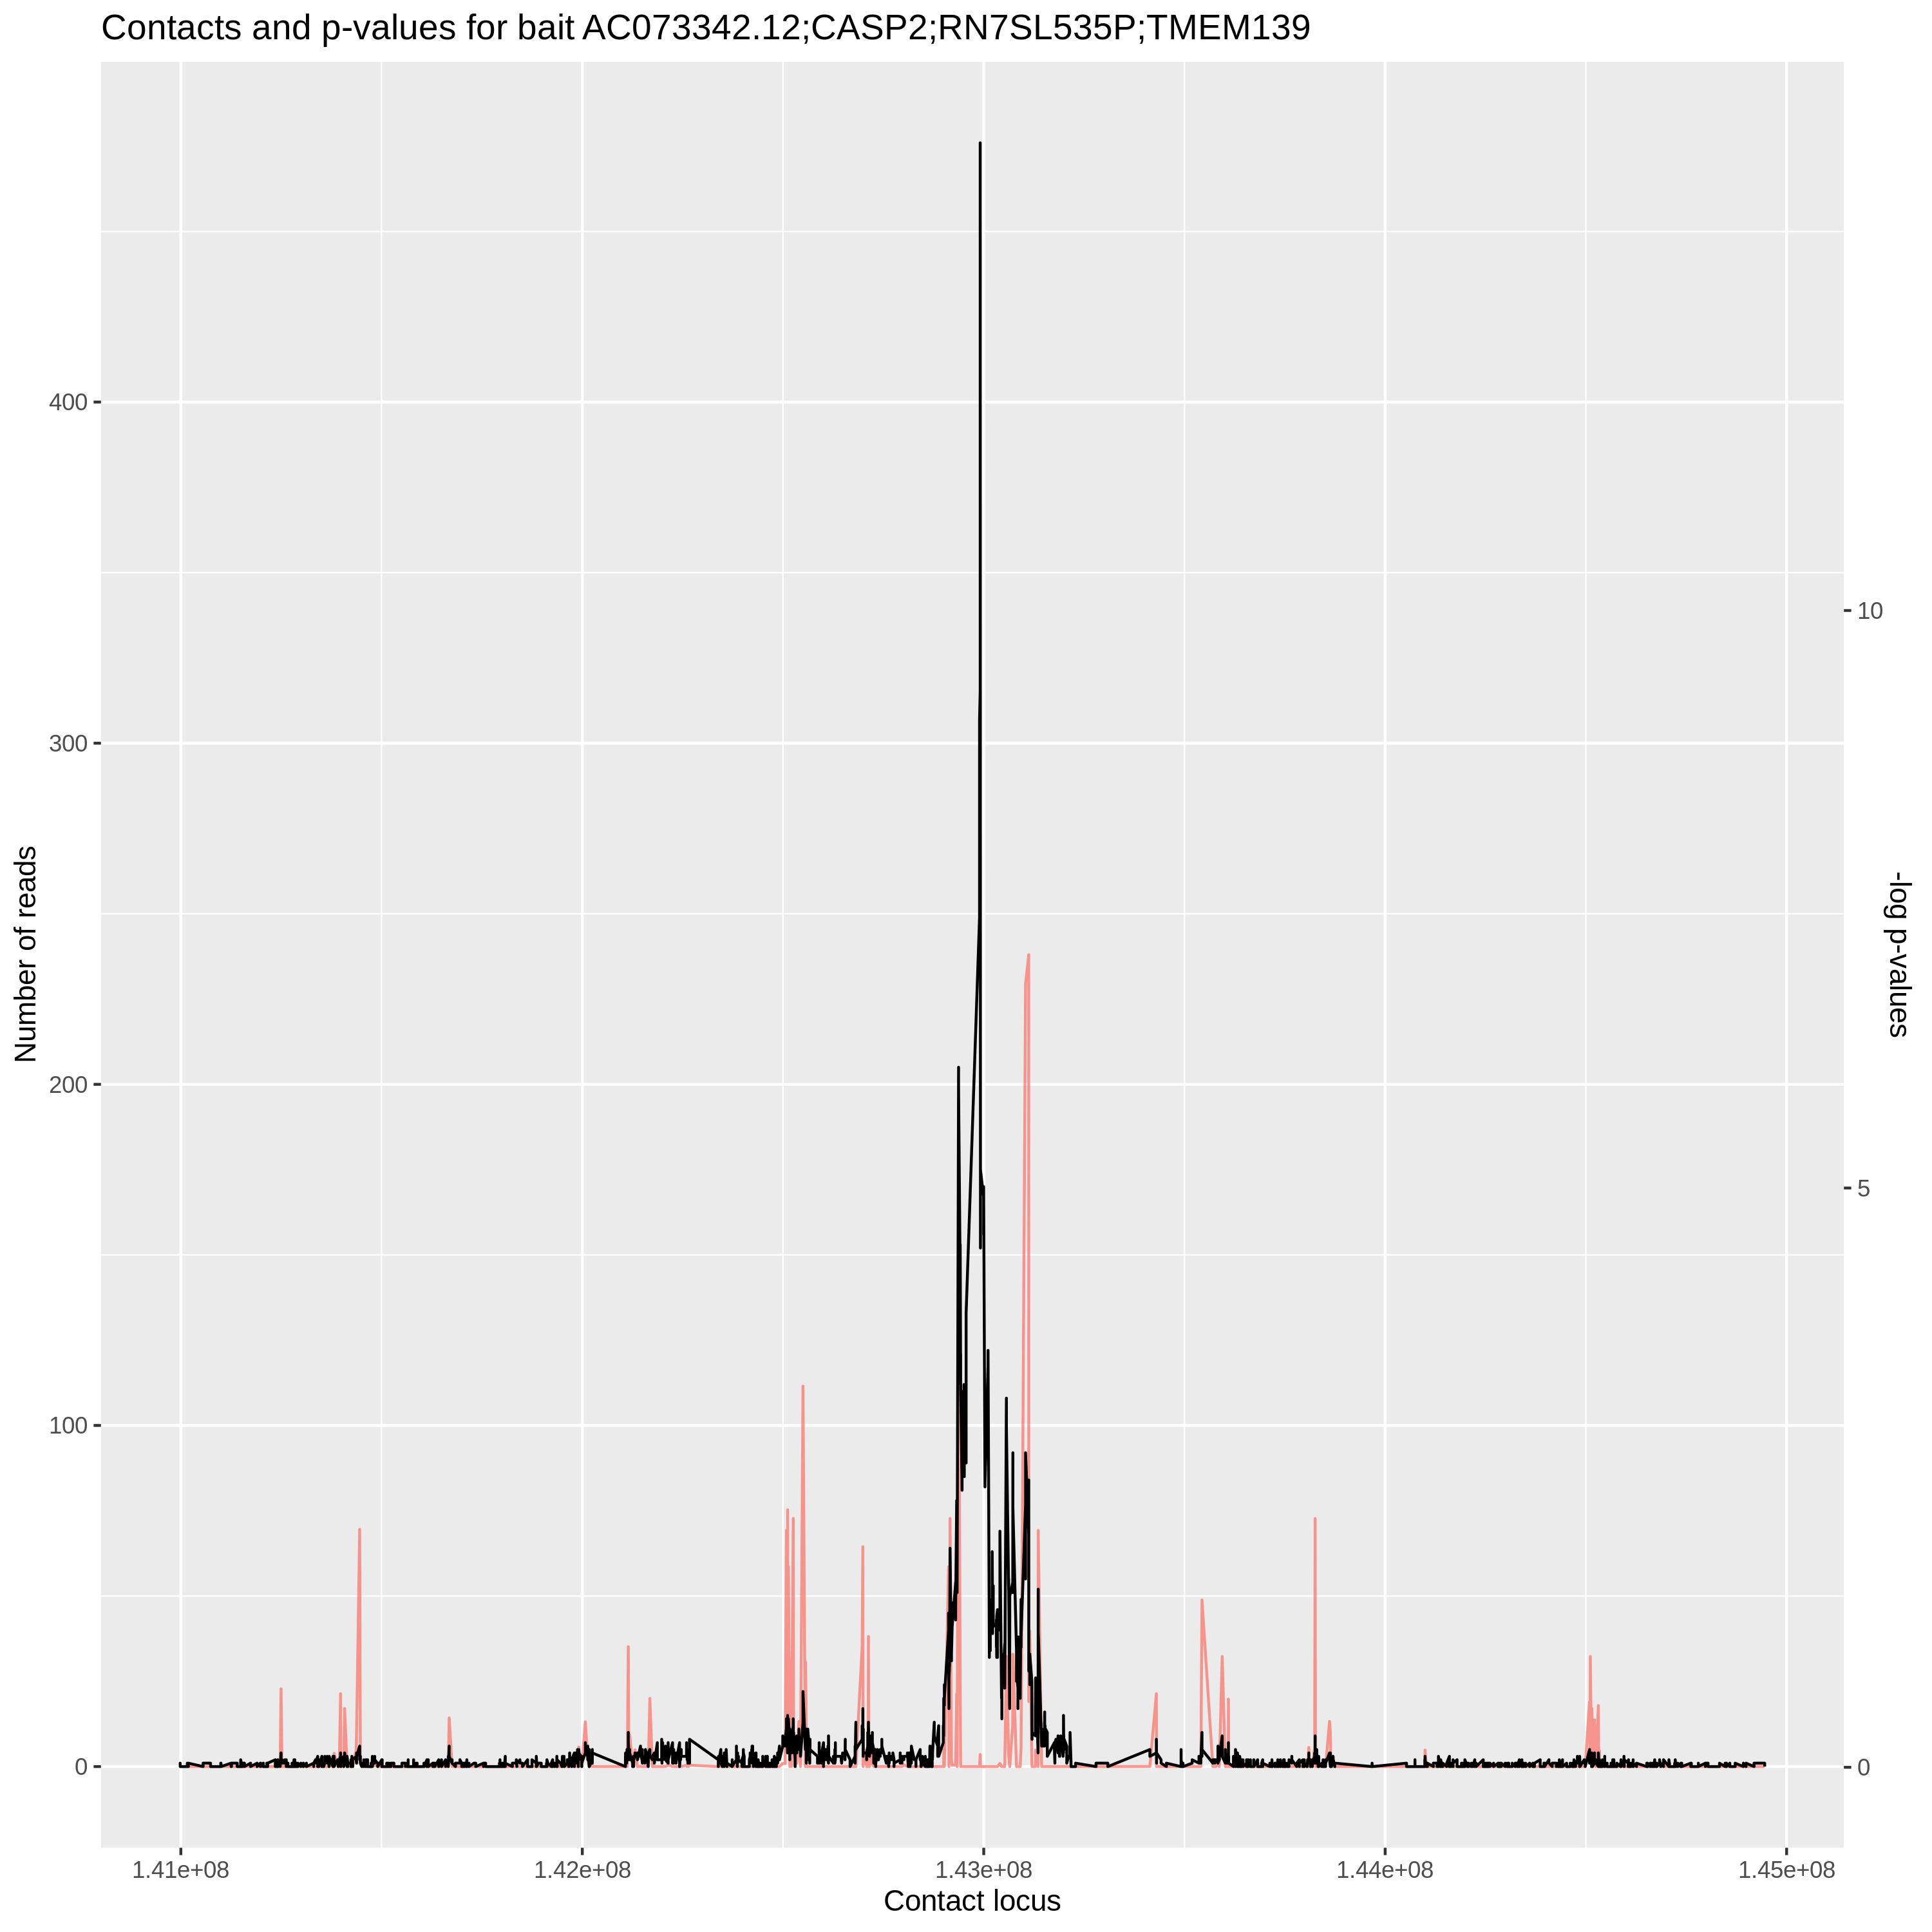 Contacts and p-values for bait AC073342.12;CASP2;RN7SL535P;TMEM139
400
300
200
100
0
Number of reads
10
5
0
-log p-values
1.41e+08 1.42e+08 1.43e+08 1.44e+08 1.45e+08
Contact locus